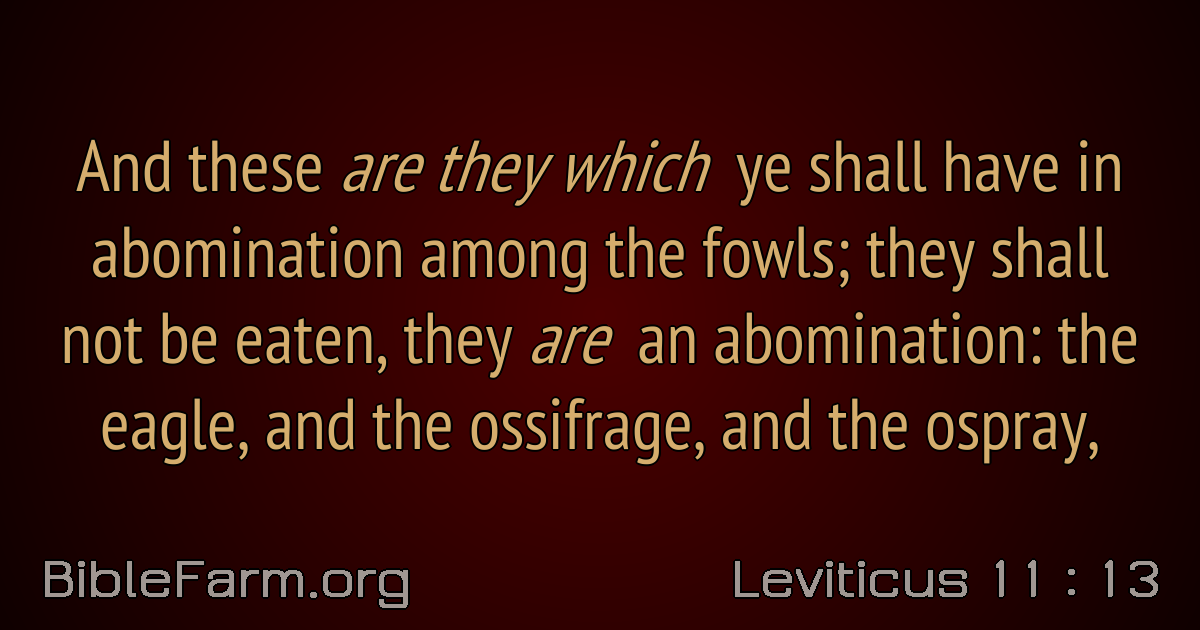 And these are they which ye shall have in
abomination among the fowls; they shall
not be eaten, they are an abomination: the
eagle, and the ossifrage, and the ospray,
BibleFarm.org
Leviticus 11 : 13